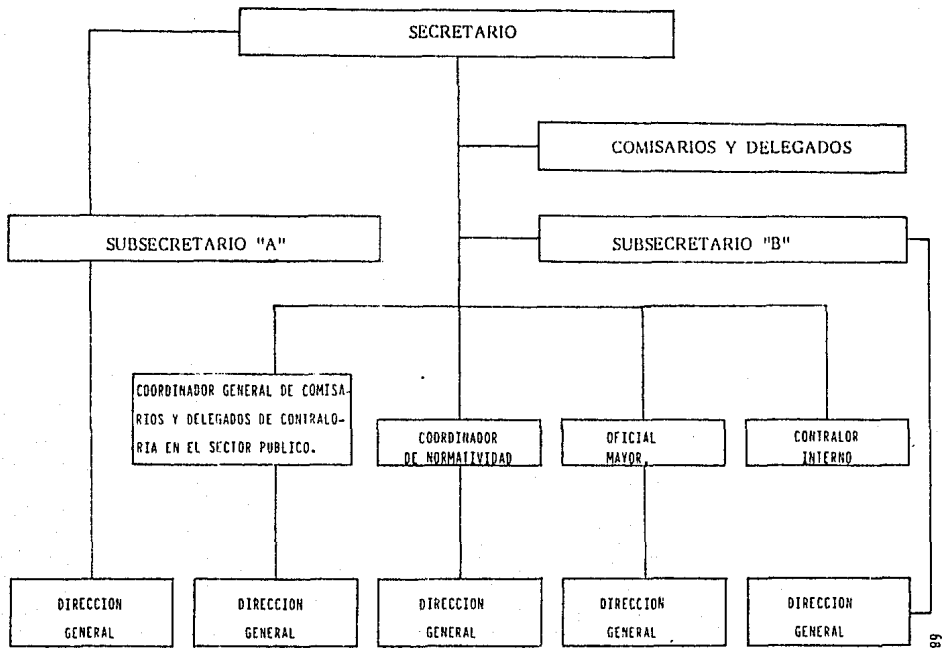 SECRETARIO
COMISARIOS Y DELEGADOS
SUBSECRETARIO "A"
SUBSECRETARIO "B"
COORDINADOR GENERAL DE COMISA-
RIOS Y DELEGADOS DE CONTRALO-
RIA EN EL SECTOR PUBLICO.
COORDINADOR
DE NORMATIVIDAD
OFICIAL
MAYOR.
CONTRALOR
INTERNO
DIRECCION
GENERAL
DIRECCION
GENERAL
DIRECCION
GENERAL
DIRECCION
GENERAL
DIRECCION
GENERAL
68